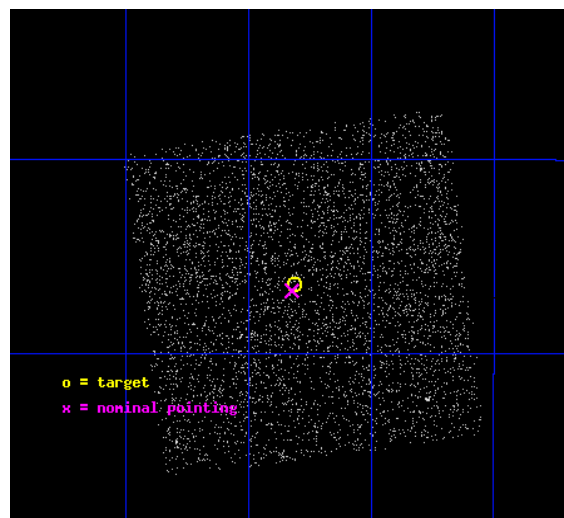 o = target
x = nominal pointing